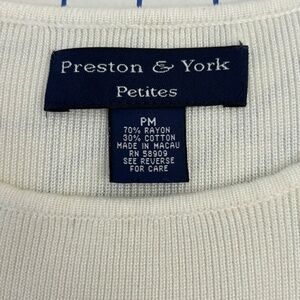 Preston & York
Petites
PM
70% RAYON
30% COTTON
MADE IN MACAU
RN 58909
SEE REVERSE
FOR CARE